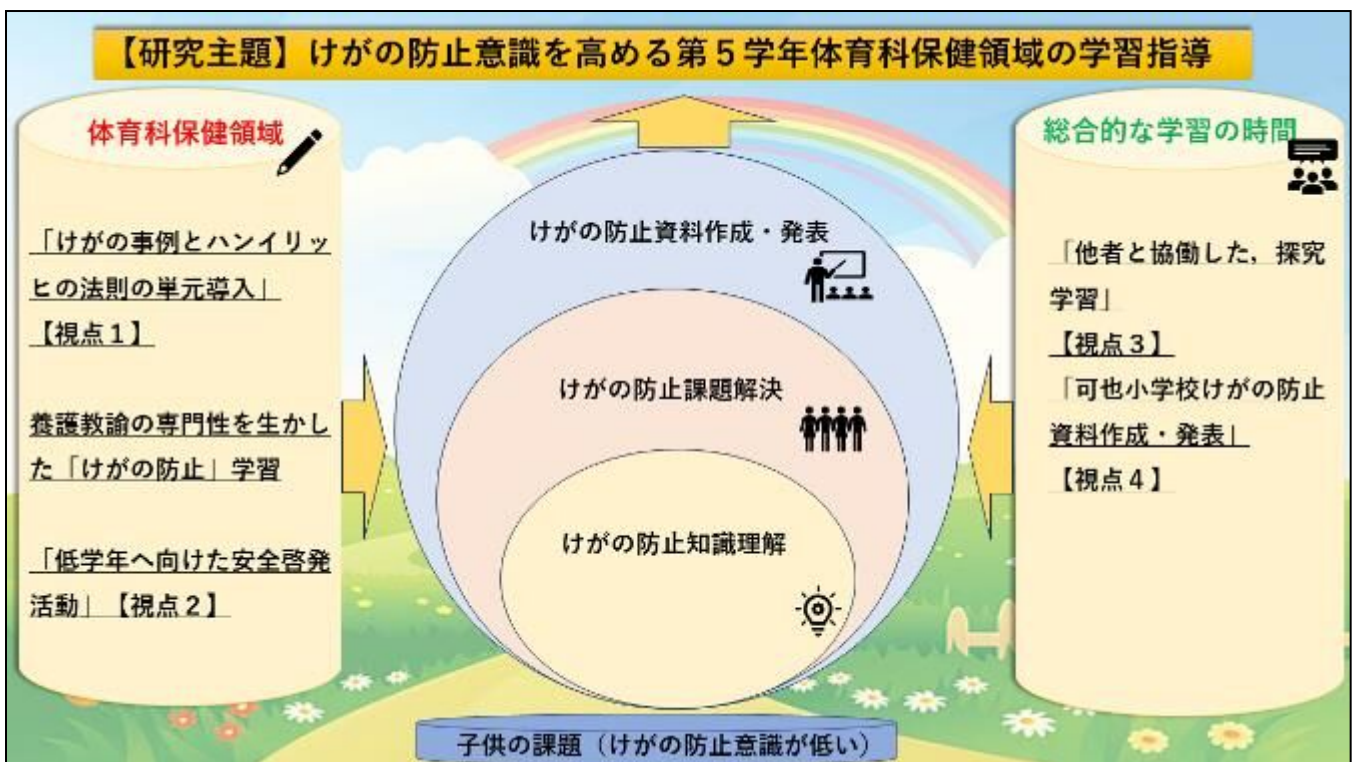 【研究主題】けがの防止意識を高める第５学年体育科保健領域の学習指導
体育科保健領域
「けがの事例とハンイリッ
ヒの法則の単元導入」
【視点１】
養護教諭の専門性を生かし
た「けがの防止」学習
「低学年へ向けた安全啓発
活動」【視点２】
けがの防止資料作成・発表
けがの防止課題解決
けがの防止知識理解
総合的な学習の時間
「他者と協働した，探究
学習」
【視点３】
「可也小学校けがの防止
資料作成・発表」
【視点４】
子供の課題（けがの防止意識が低い）